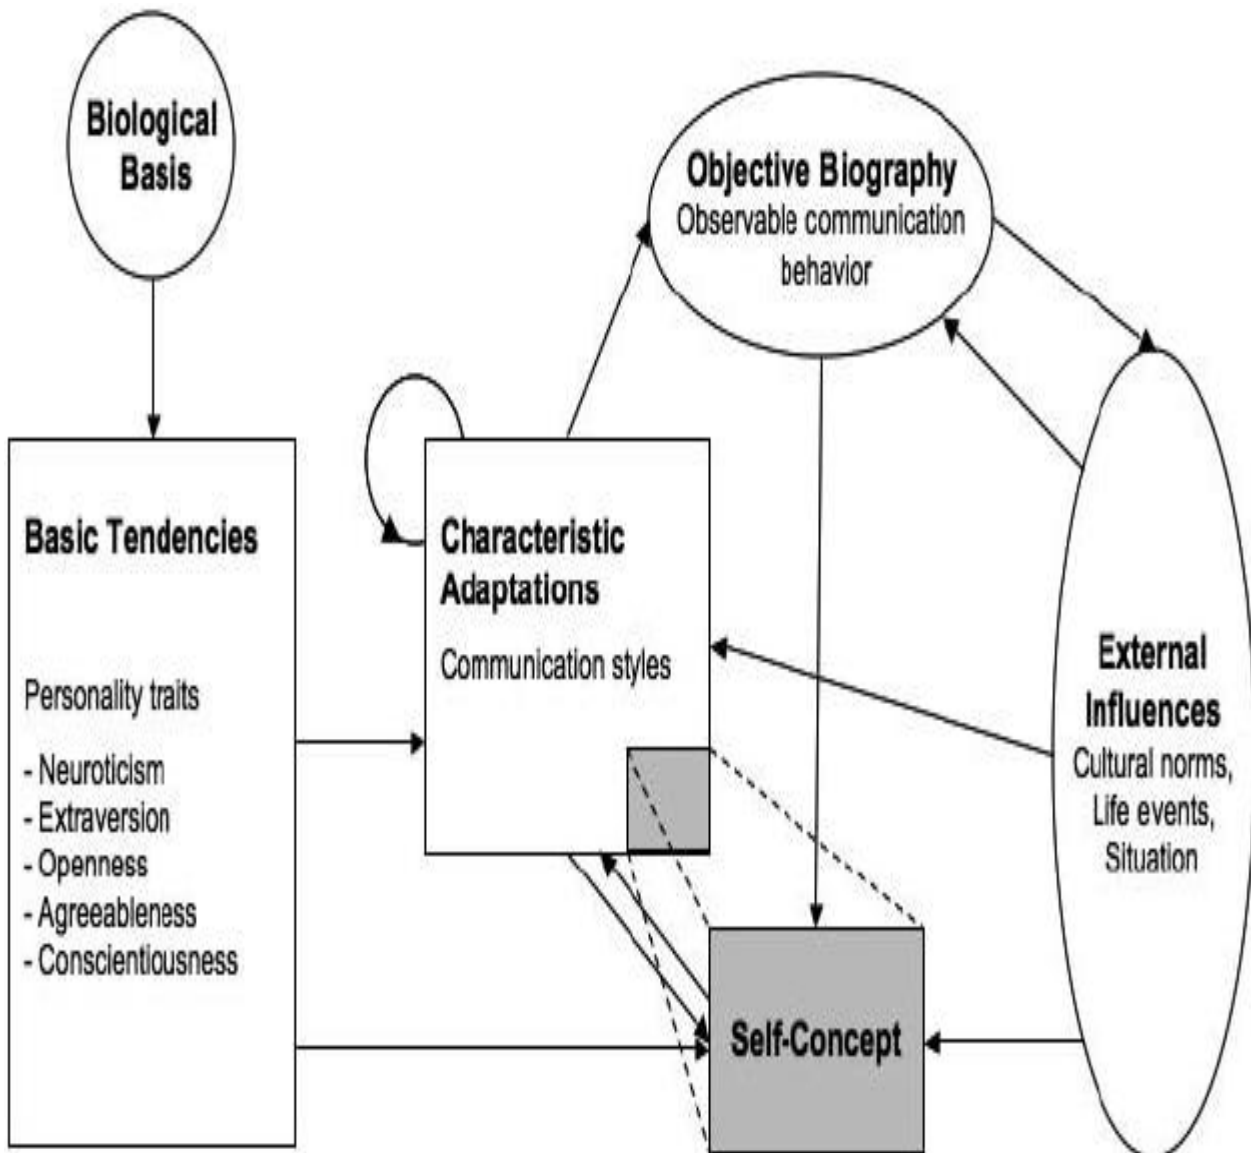 Biological
Basis
Objective Biography
Observable communication
behavior
Basic Tendencies
Personality traits
- Neuroticism
- Extraversion
- Openness
- Agreeableness
- Conscientiousness
Characteristic
Adaptations
Communication styles
External
Influences
Cultural norms,
Life events,
Situation
Self-Concept